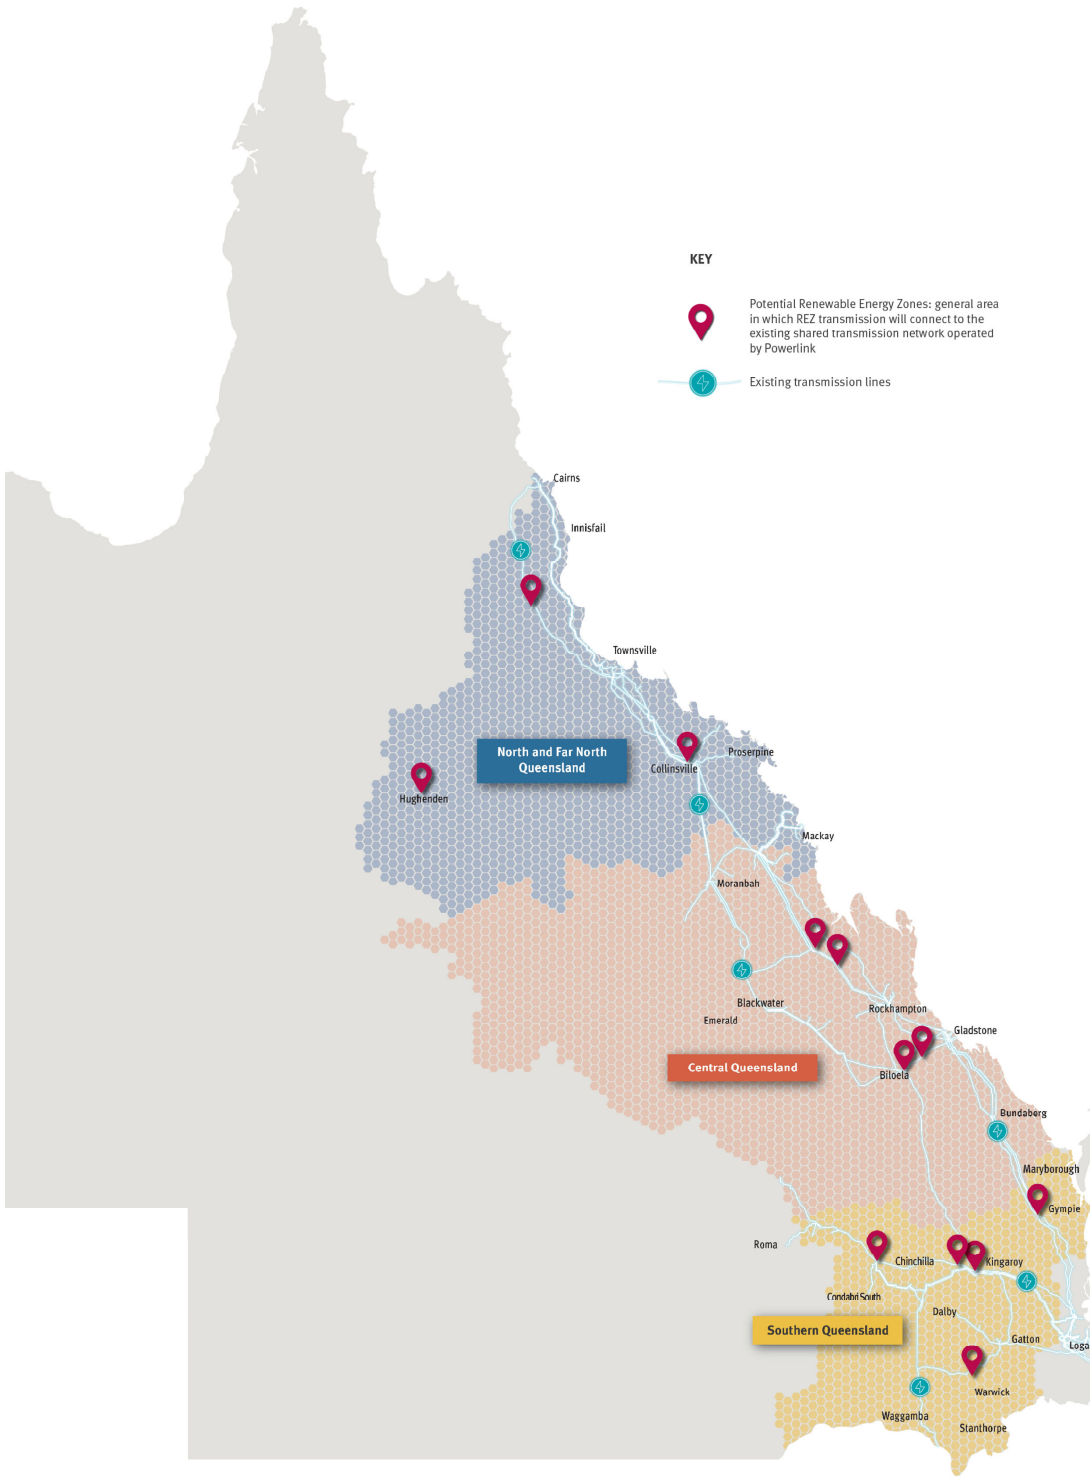 KEY
Potential Renewable Energy Zones: general area
in which REZ transmission will connect to the
existing shared transmission network operated
by Powerlink
Existing transmission lines
Cairns
Innisfail
Townsville
North and Far North
Queensland
Proserpine
Collinsville
Hughenden
Mackay
Moranbah
Blackwater
Rockhampton
Emerald
Gladstone
Central Queensland
Biloela
Bundaberg
Maryborough
Gympie
Roma
Chinchilla
Kingaroy
Condabri South
Dalby
Southern Queensland
Gatton
Loga
Warwick
Waggamba
Stanthorpe